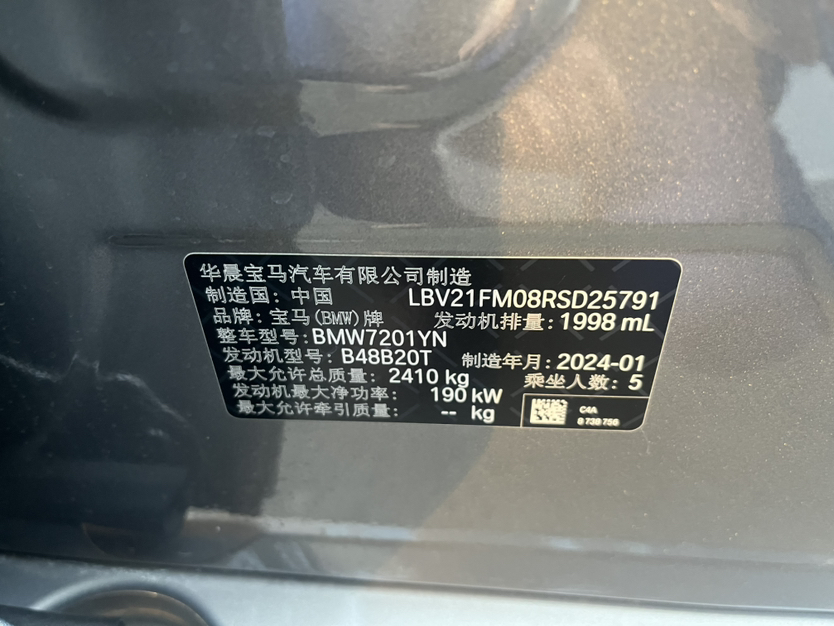 华晨宝马汽车有限公司制造
制造国：中国 LBV21FM08RSD25791
品牌：宝马(BMW)牌 发动机排量：1998 mL
整车型号：BMW7201YN
发动机型号：B48B20T 制造年月：2024-01
最大允许总质量：2410 kg 乘坐人数：5
发动机最大净功率：190 kW
最大允许牵引质量：-- kg
C4A
8 739 756